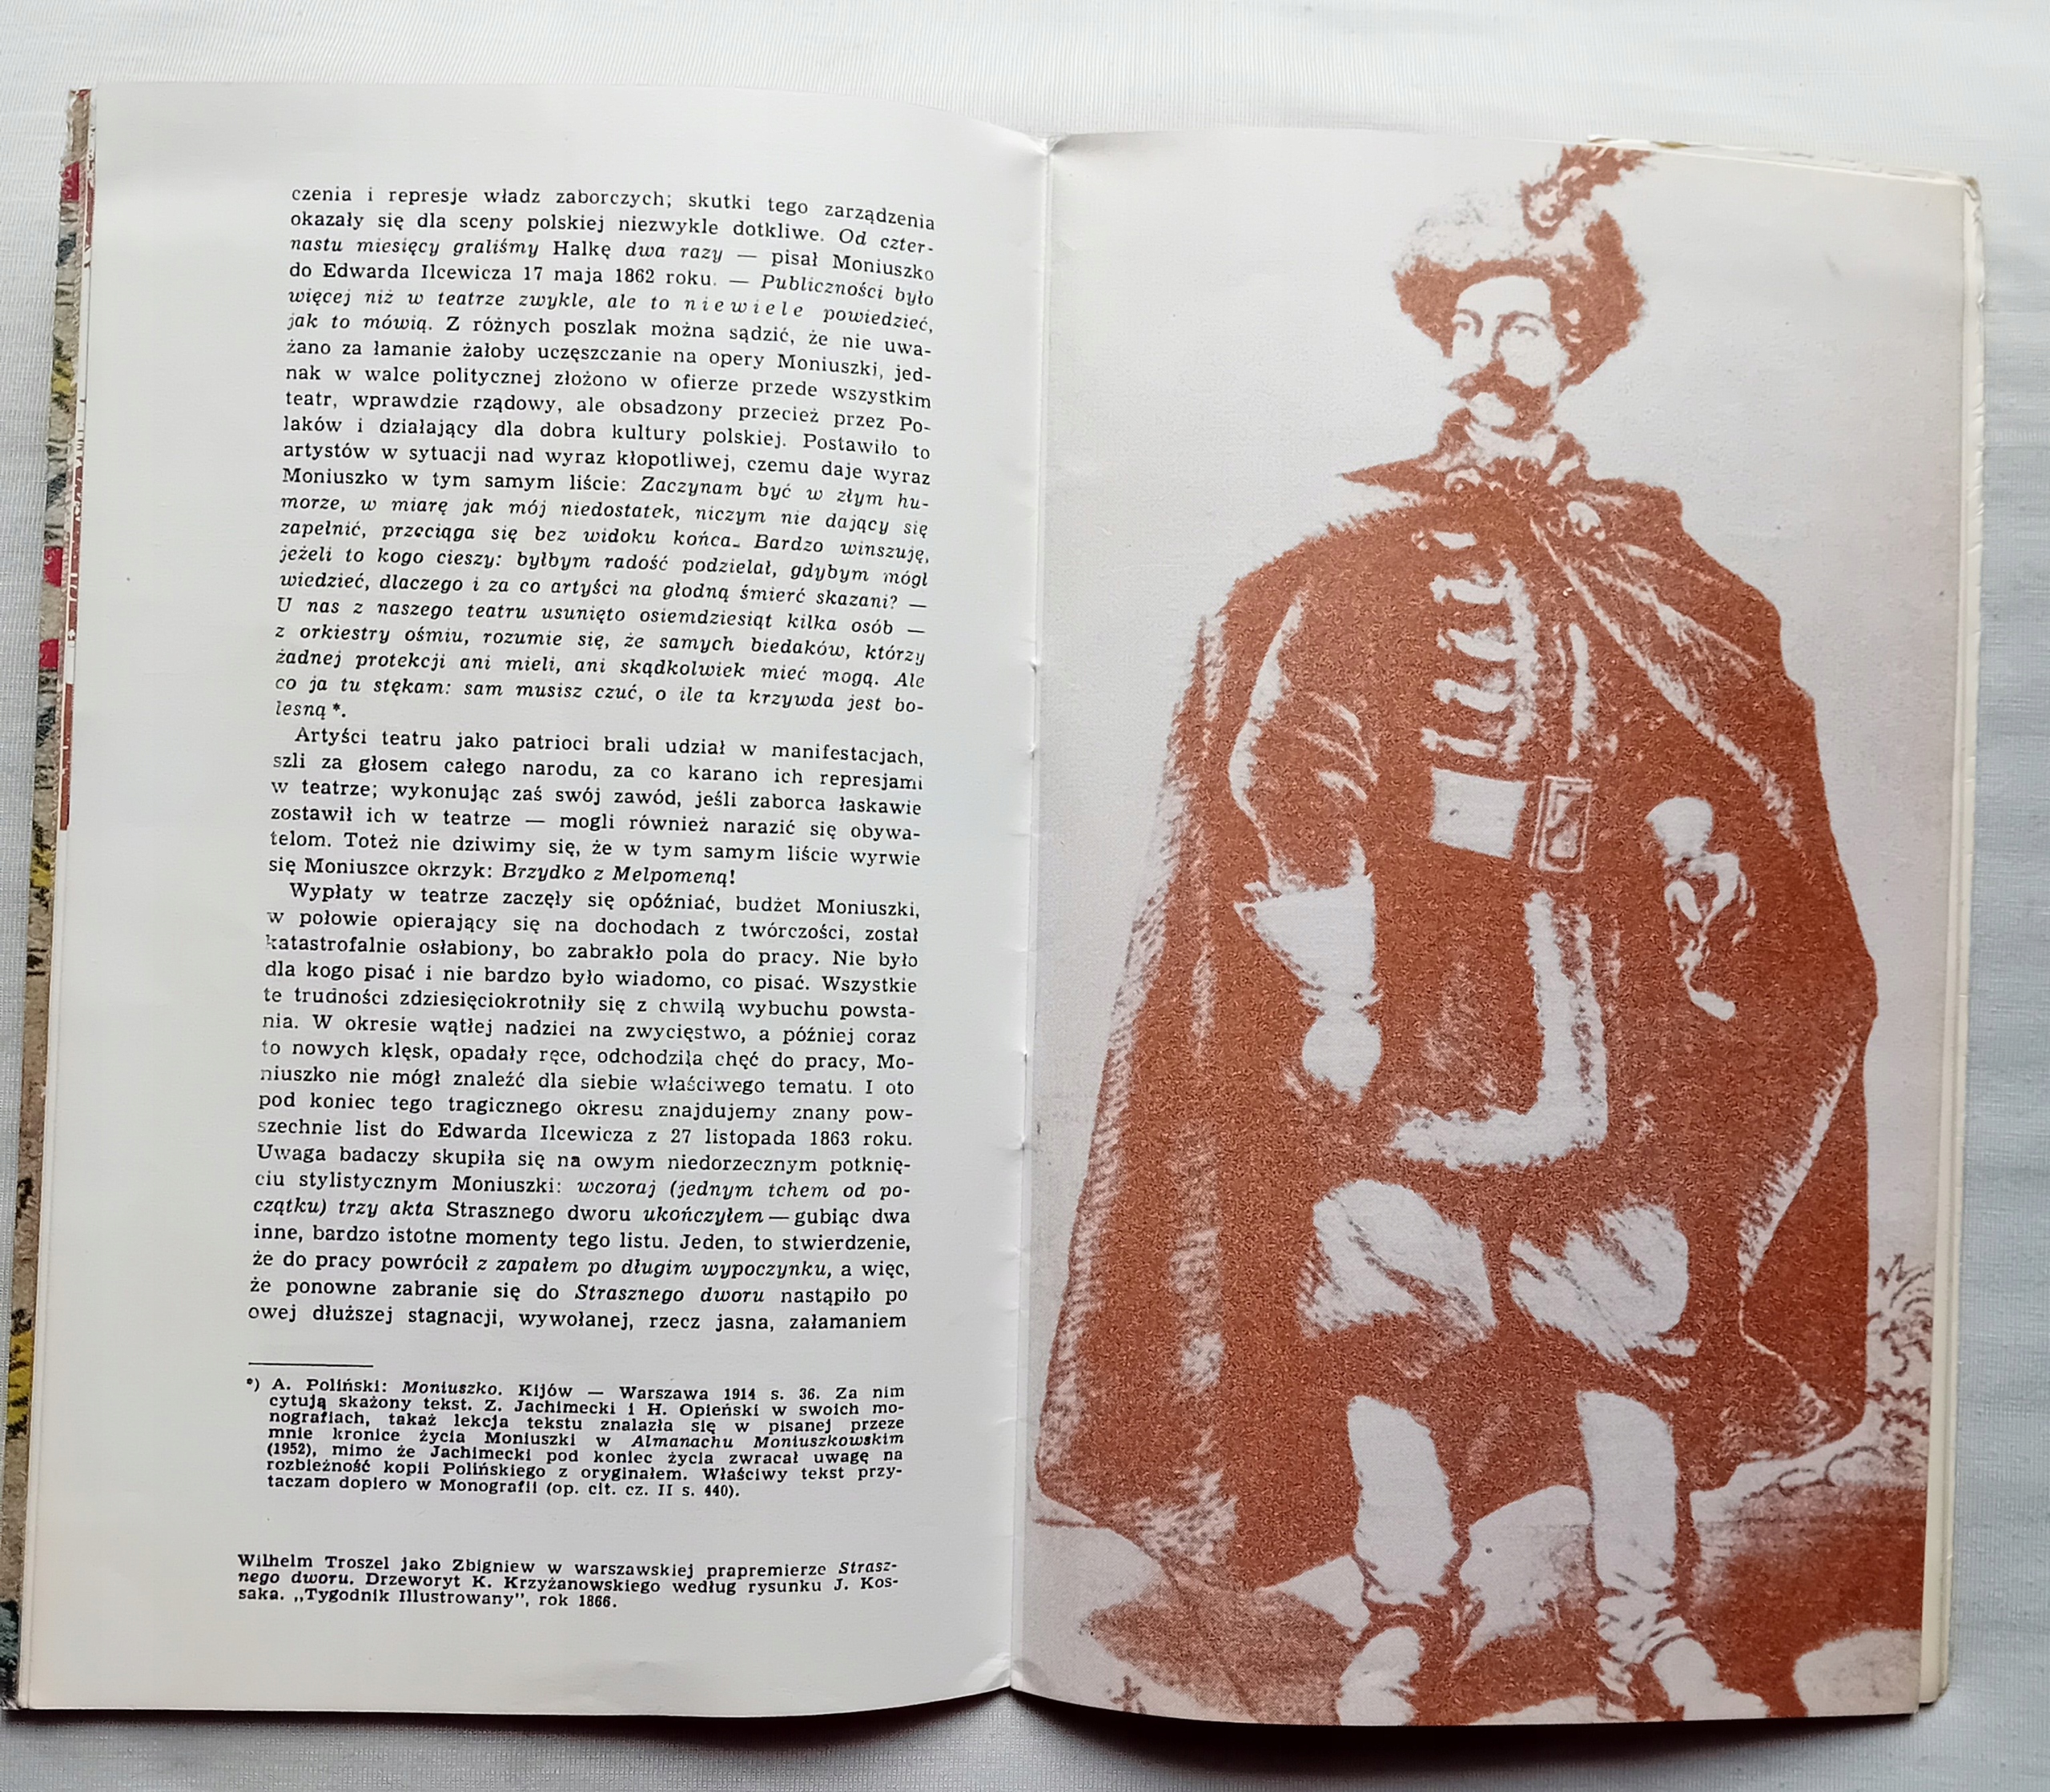 czenia i represje władz zaborczych; skutki tego zarządzenia
okazały się dla sceny polskiej niezwykle dotkliwe. Od czter-
nastu miesięcy graliśmy Halkę dwa razy — pisał Moniuszko
do Edwarda Ilcewicza 17 maja 1862 roku. — Publiczności było
więcej niż w teatrze zwykle, ale to niewiele powiedzieć,
jak to mówią. Z różnych poszlak można sądzić, że nie uwa-
żano za łamanie żałoby uczęszczanie na opery Moniuszki, jed-
nak w walce politycznej złożono w ofierze przede wszystkim
teatr, wprawdzie rządowy, ale obsadzony przecież przez Po-
laków i działający dla dobra kultury polskiej. Postawiło to
artystów w sytuacji nad wyraz kłopotliwej, czemu daje wyraz
Moniuszko w tym samym liście: Zaczynam być w złym hu-
morze, w miarę jak mój niedostatek, niczym nie dający się
zapełnić, przeciąga się bez widoku końca. Bardzo winszuję,
jeżeli to kogo cieszy: byłbym radość podzielał, gdybym mógł
wiedzieć, dlaczego i za co artyści na głodną śmierć skazani? —
U nas z naszego teatru usunięto osiemdziesiąt kilka osób —
z orkiestry ośmiu, rozumie się, że samych biedaków, którzy
żadnej protekcji ani mieli, ani skądkolwiek mieć mogą. Ale
co ja tu stękam: sam musisz czuć, o ile ta krzywda jest bo-
lesną *.
Artyści teatru jako patrioci brali udział w manifestacjach,
szli za głosem całego narodu, za co karano ich represjami
w teatrze; wykonując zaś swój zawód, jeśli zaborca łaskawie
zostawił ich w teatrze — mogli również narazić się obywa-
telom. Toteż nie dziwimy się, że w tym samym liście wyrwie
się Moniuszce okrzyk: Brzydko z Melpomeną!
Wypłaty w teatrze zaczęły się opóźniać, budżet Moniuszki,
w połowie opierający się na dochodach z twórczości, został
katastrofalnie osłabiony, bo zabrakło pola do pracy. Nie było
dla kogo pisać i nie bardzo było wiadomo, co pisać. Wszystkie
te trudności zdziesięciokrotniły się z chwilą wybuchu powsta-
nia. W okresie wątłej nadziei na zwycięstwo, a później coraz
to nowych klęsk, opadały ręce, odchodziła chęć do pracy, Mo-
niuszko nie mógł znaleźć dla siebie właściwego tematu. I oto
pod koniec tego tragicznego okresu znajdujemy znany pow-
szechnie list do Edwarda Ilcewicza z 27 listopada 1863 roku.
Uwaga badaczy skupiła się na owym niedorzecznym potknię-
ciu stylistycznym Moniuszki: wczoraj (jednym tchem od po-
czątku) trzy akta Strasznego dworu ukończyłem — gubiąc dwa
inne, bardzo istotne momenty tego listu. Jeden, to stwierdzenie,
że do pracy powrócił z zapałem po długim wypoczynku, a więc,
że ponowne zabranie się do Strasznego dworu nastąpiło po
owej dłuższej stagnacji, wywołanej, rzecz jasna, załamaniem
*) A. Poliński: Moniuszko. Kijów — Warszawa 1914 s. 36. Za nim
cytują skażony tekst. Z. Jachimecki i H. Opieński w swoich mo-
nografiach, takaż lekcja tekstu znalazła się w pisanej przeze
mnie kronice życia Moniuszki w Almanachu Moniuszkowskim
(1952), mimo że Jachimecki pod koniec życia zwracał uwagę na
rozbieżność kopii Polińskiego z oryginałem. Właściwy tekst przy-
taczam dopiero w Monografii (op. cit. cz. II s. 440).
Wilhelm Troszel jako Zbigniew w warszawskiej prapremierze Strasz-
nego dworu. Drzeworyt K. Krzyżanowskiego według rysunku J. Kos-
saka. „Tygodnik Illustrowany", rok 1866.